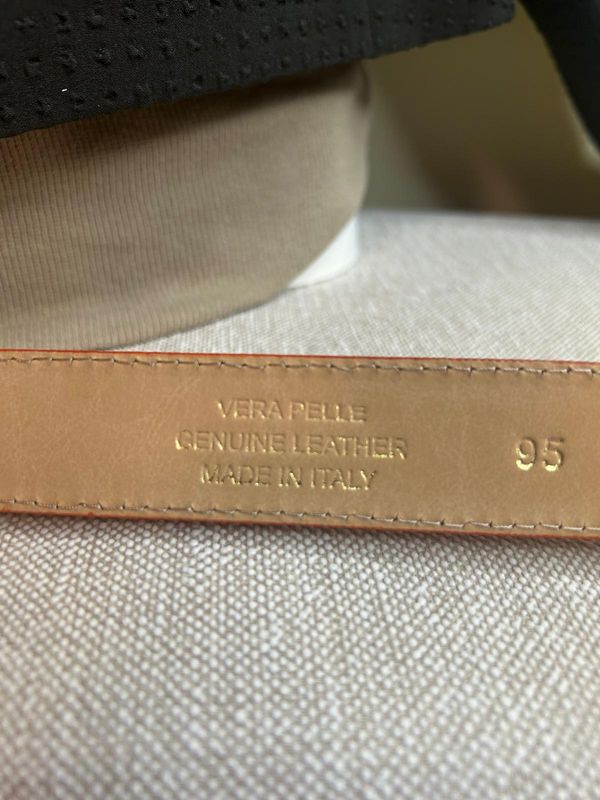 VERA PELLE
GENUINE LEATHER
MADE IN ITALY
95